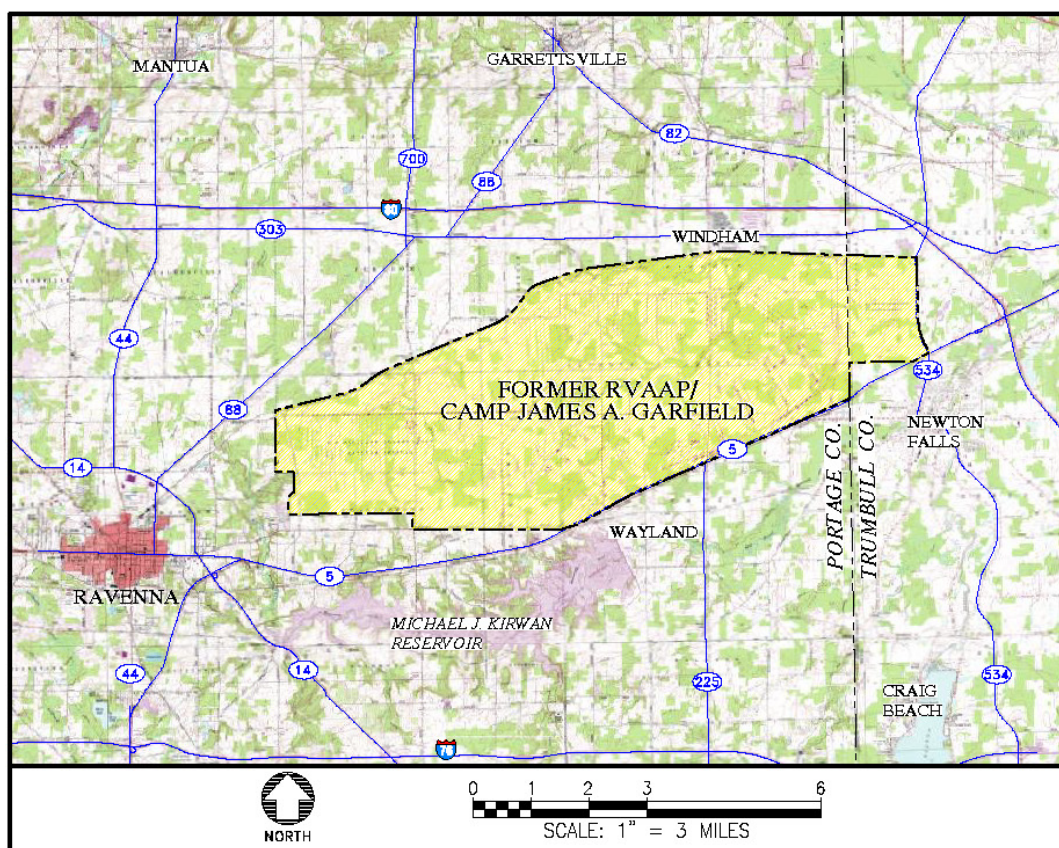 MANTUA
GARRETTSVILLE
82
700
88
80
303
WINDHAM
44
534
FORMER RVAAP/
CAMP JAMES A. GARFIELD
88
NEWTON
FALLS
5
14
PORTAGE CO.
TRUMBULL CO.
WAYLAND
5
RAVENNA
MICHAEL J. KIRWAN
RESERVOIR
44
14
225
534
CRAIG
BEACH
76
NORTH
0 1 2 3 6
SCALE: 1" = 3 MILES